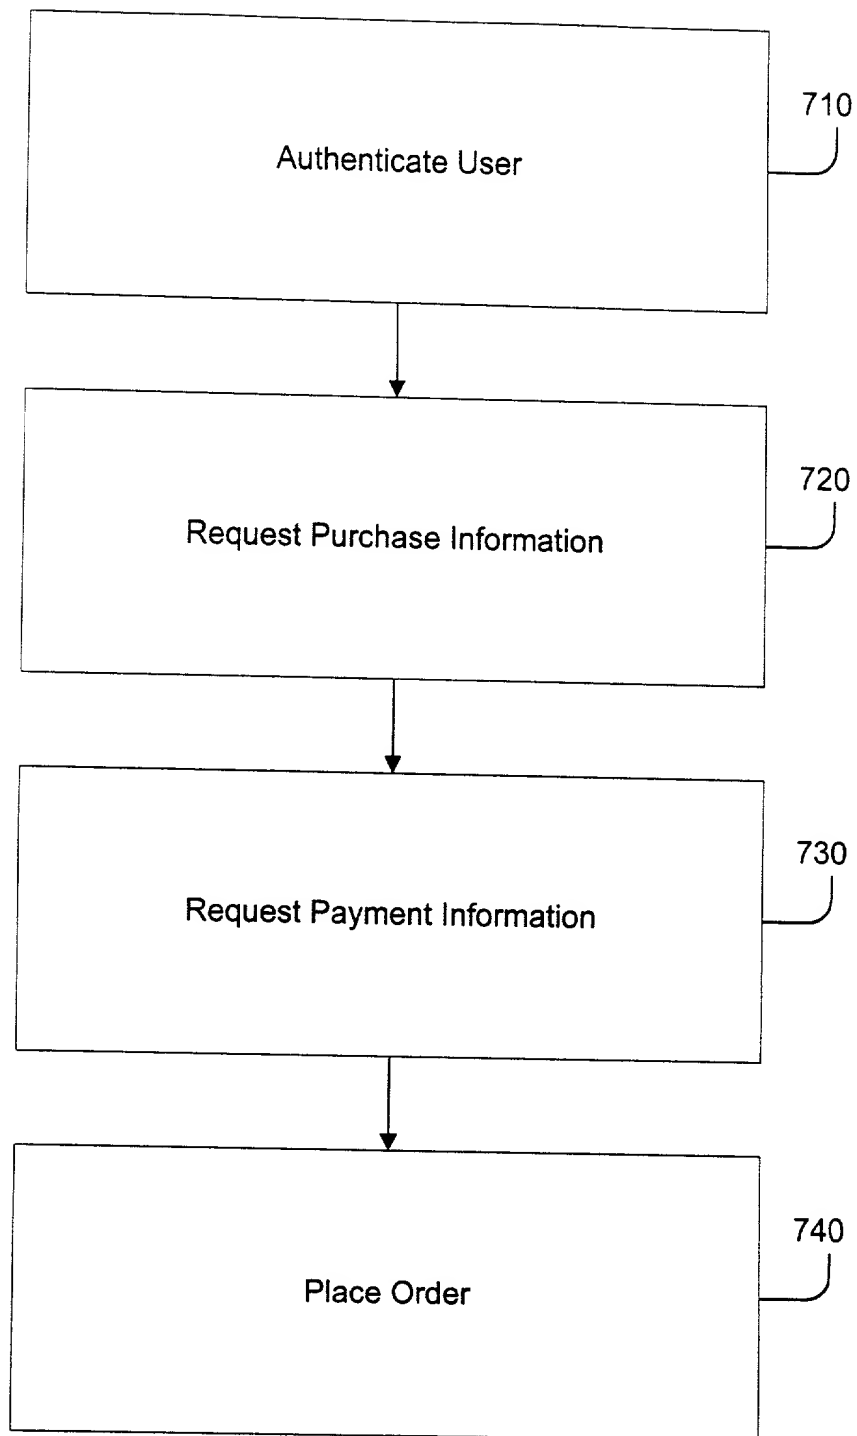 710
Authenticate User
720
Request Purchase Information
730
Request Payment Information
740
Place Order